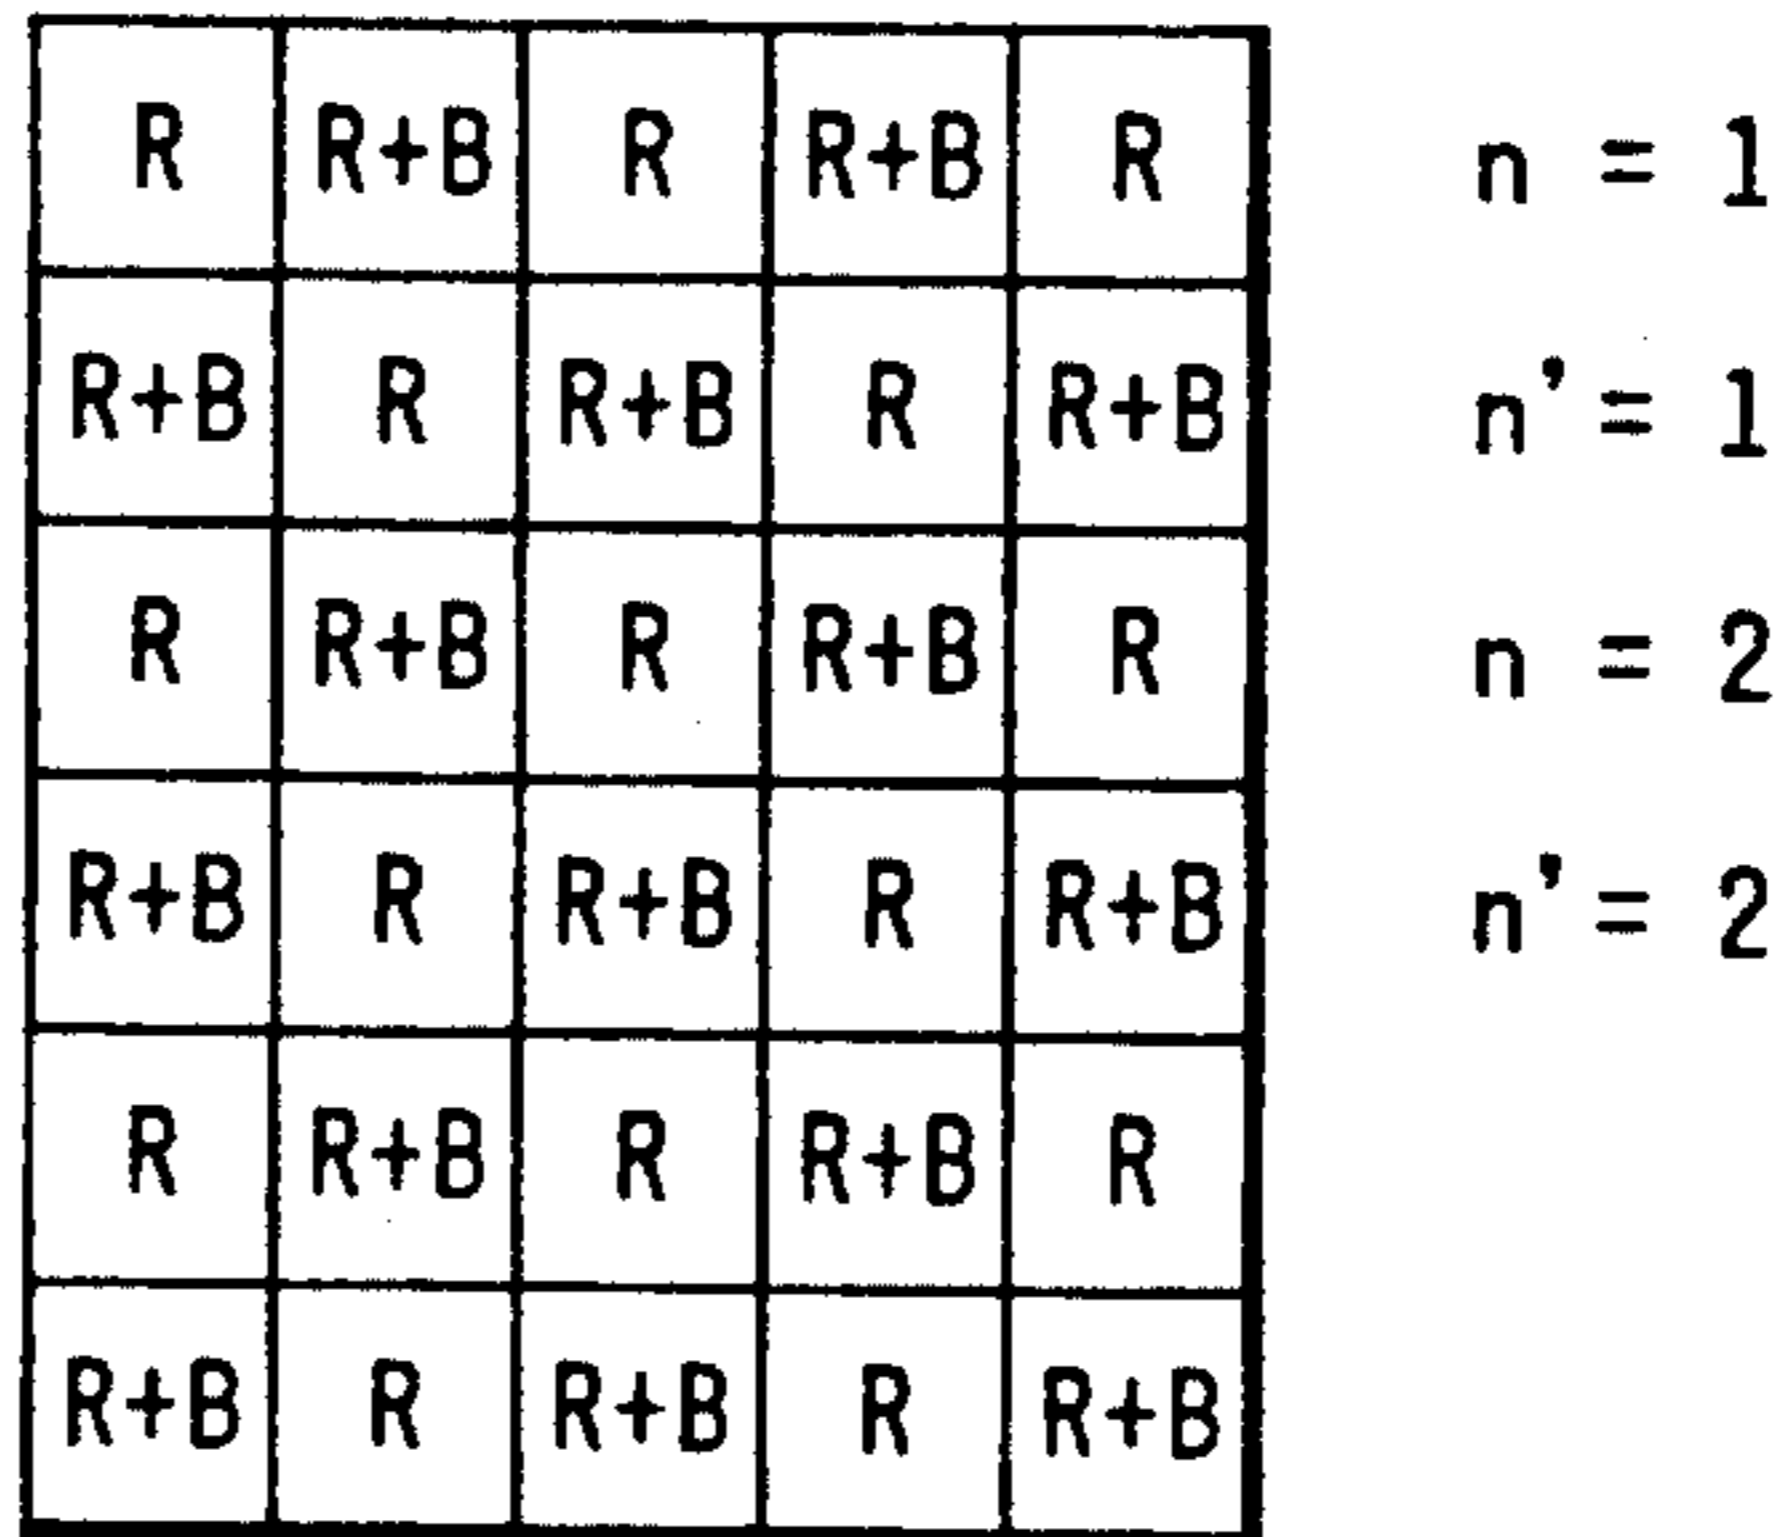 R R+B R R+B R n = 1
R+B R R+B R R+B n' = 1
R R+B R R+B R n = 2
R+B R R+B R R+B n' = 2
R R+B R R+B R
R+B R R+B R R+B